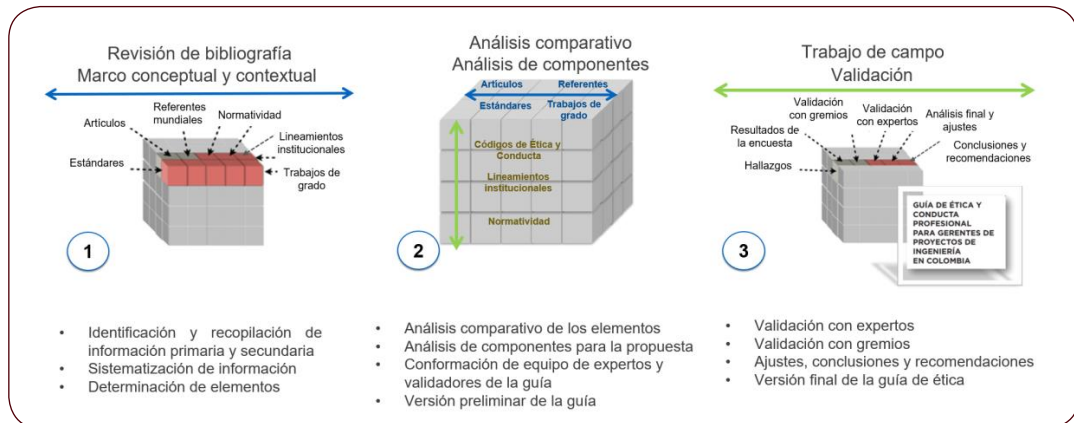 Revisión de bibliografía
Marco conceptual y contextual
Artículos
Referentes
mundiales
Normatividad
Lineamientos
institucionales
Estándares
Trabajos de
grado
1
• Identificación y recopilación de
información primaria y secundaria
• Sistematización de información
• Determinación de elementos
Análisis comparativo
Análisis de componentes
Artículos
Referentes
Estándares
Trabajos de
grado
Códigos de Ética y
Conducta
Lineamientos
institucionales
Normatividad
2
• Análisis comparativo de los elementos
• Análisis de componentes para la propuesta
• Conformación de equipo de expertos y
validadores de la guía
• Versión preliminar de la guía
Trabajo de campo
Validación
Validación
con gremios
Validación
con expertos
Análisis final y
ajustes
Resultados de
la encuesta
Conclusiones y
recomendaciones
Hallazgos
GUÍA DE ÉTICA Y
CONDUCTA
PROFESIONAL
PARA GERENTES DE
PROYECTOS DE
INGENIERÍA
EN COLOMBIA
3
• Validación con expertos
• Validación con gremios
• Ajustes, conclusiones y recomendaciones
• Versión final de la guía de ética